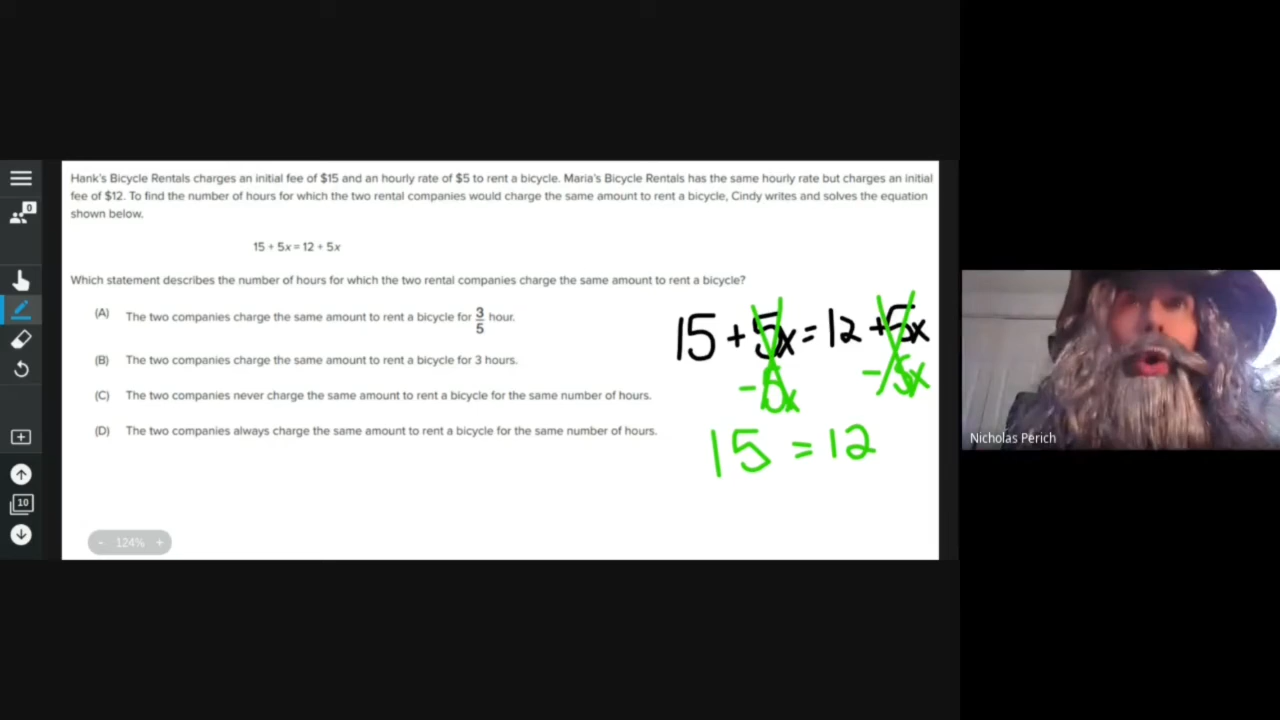 Hank's Bicycle Rentals charges an initial fee of $15 and an hourly rate of $5 to rent a bicycle. Maria's Bicycle Rentals has the same hourly rate but charges an initial
fee of $12. To find the number of hours for which the two rental companies would charge the same amount to rent a bicycle, Cindy writes and solves the equation
shown below.
15 + 5x = 12 + 5x
Which statement describes the number of hours for which the two rental companies charge the same amount to rent a bicycle?
(A) The two companies charge the same amount to rent a bicycle for 3/5 hour.
(B) The two companies charge the same amount to rent a bicycle for 3 hours.
(C) The two companies never charge the same amount to rent a bicycle for the same number of hours.
(D) The two companies always charge the same amount to rent a bicycle for the same number of hours.
15 + 5x = 12 + 5x
- 5x - 5x
15 = 12
0
10
- 124% +
Nicholas Perich